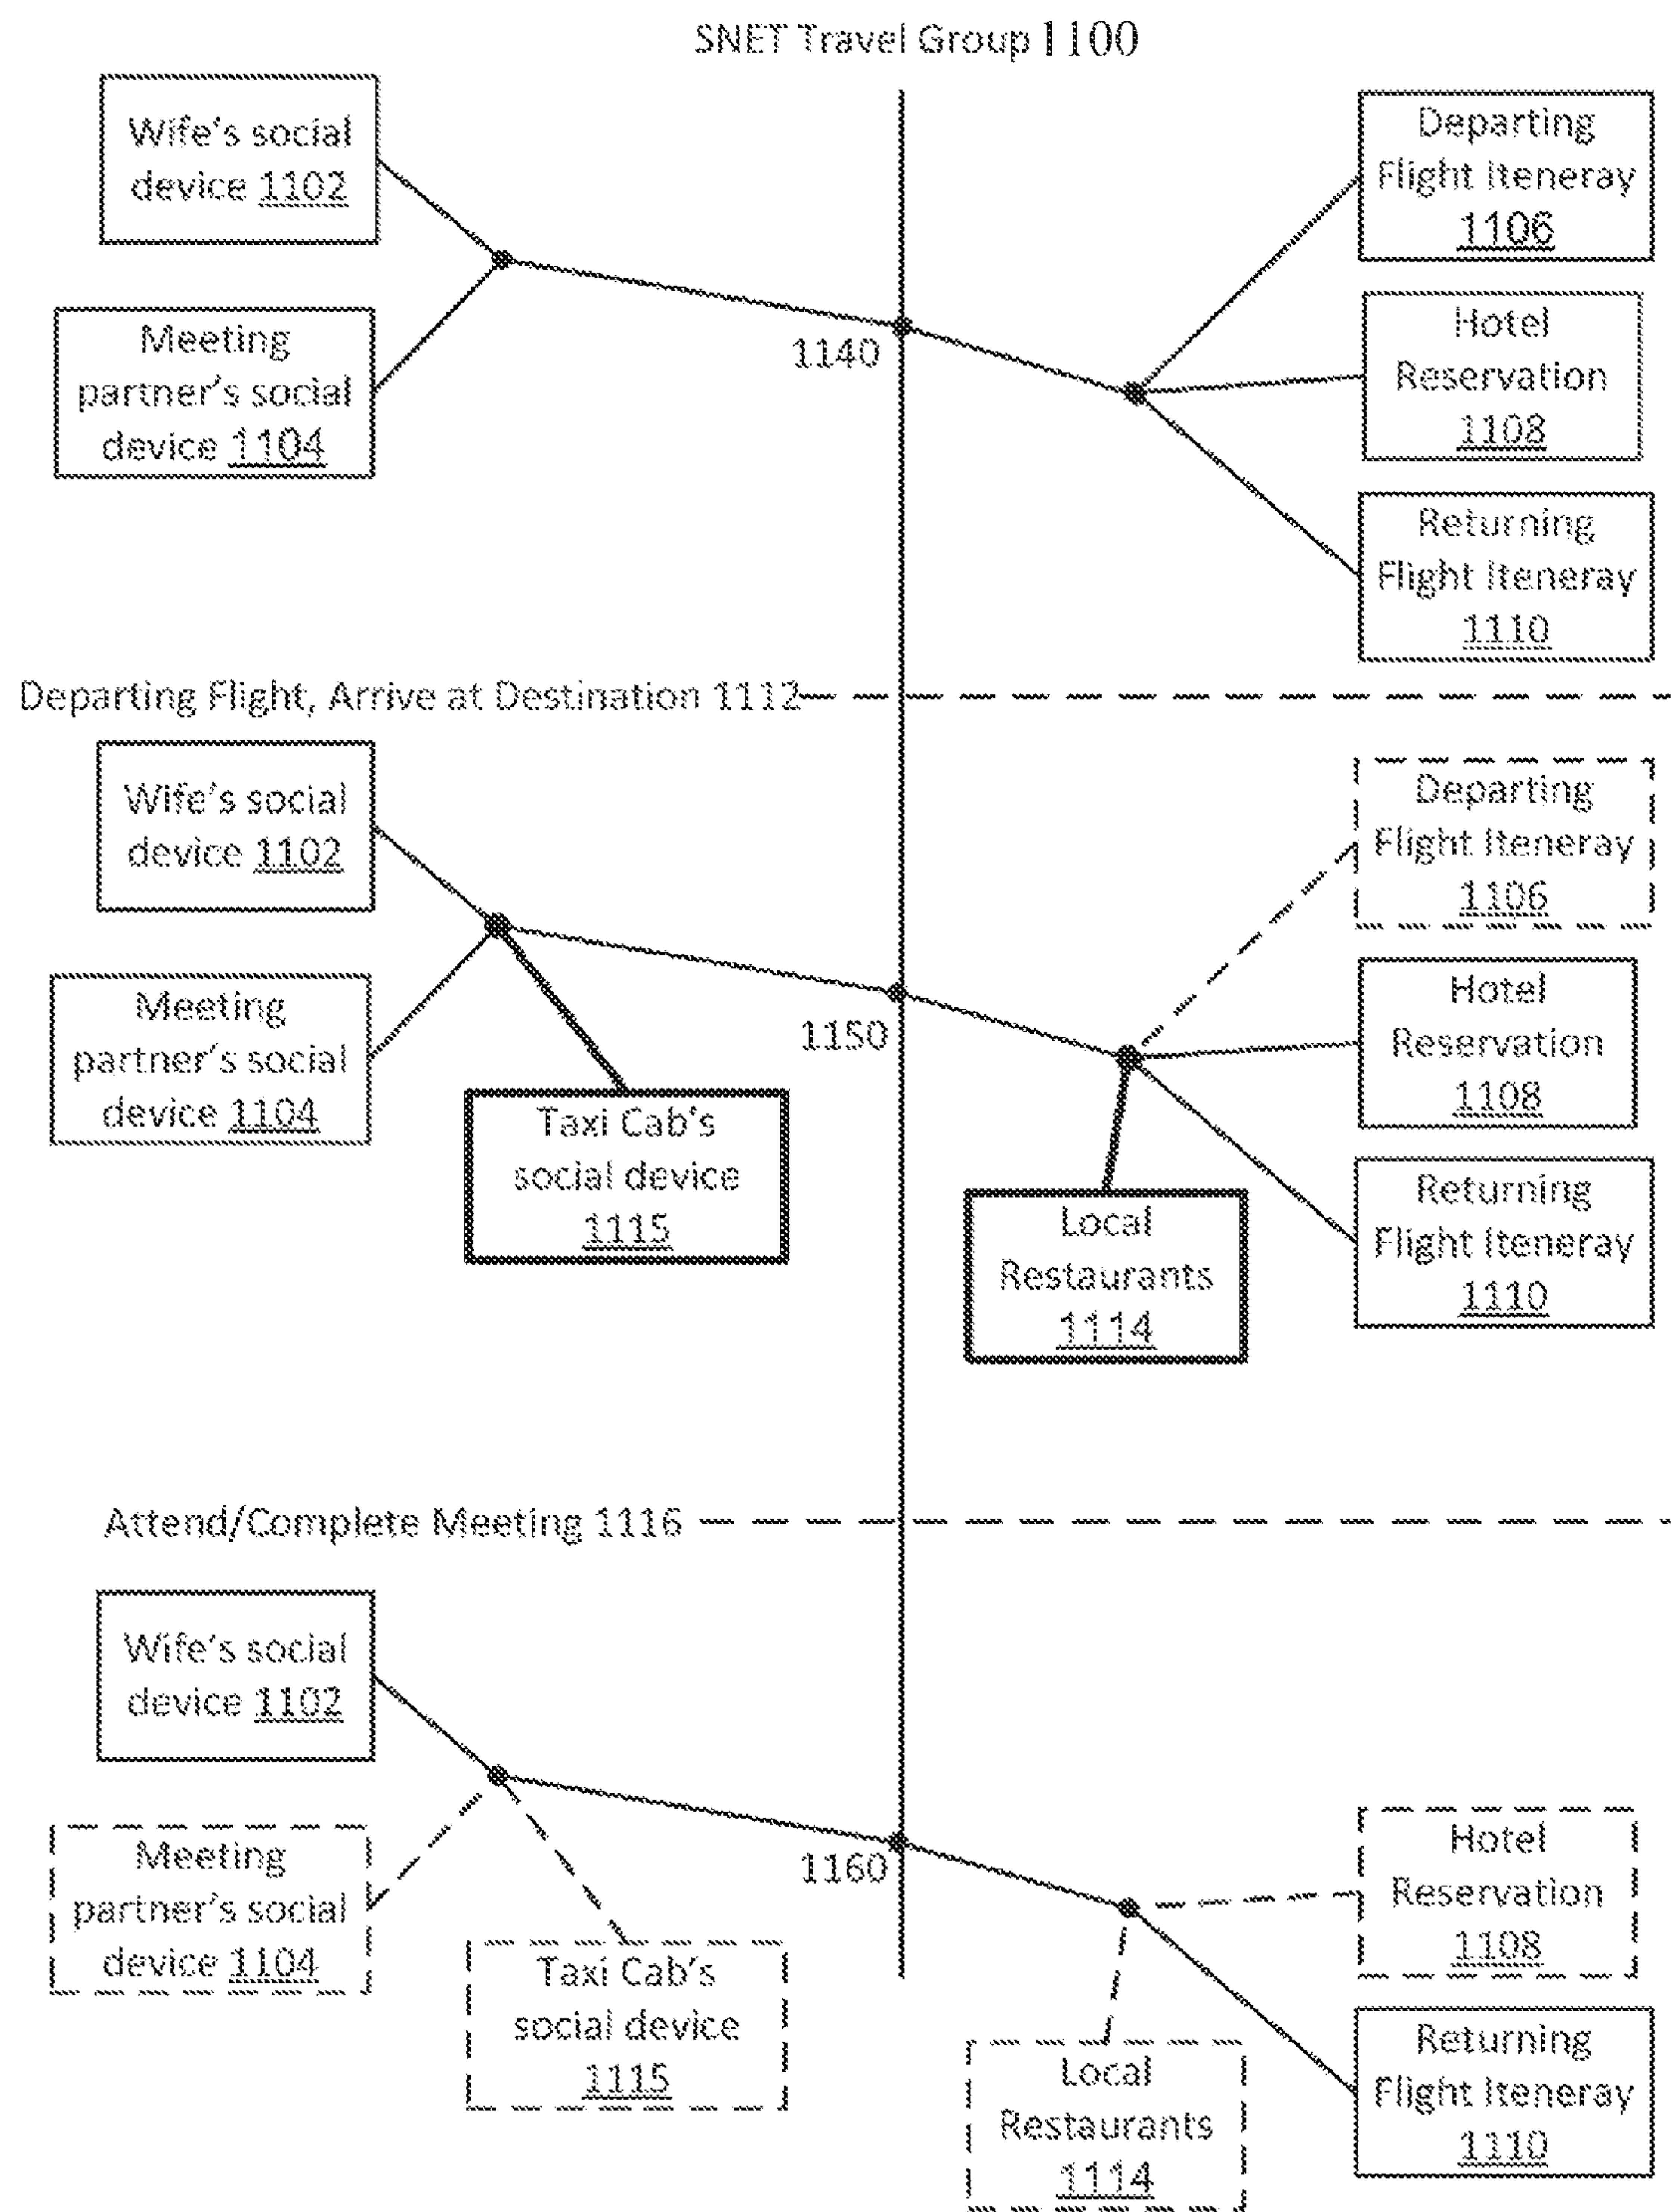 SNET Travel Group 1100
Wife's social
device 1102
Meeting
partner's social
device 1104
1140
Departing
Flight Iteneray
1106
Hotel
Reservation
1108
Returning
Flight Iteneray
1110
Departing Flight, Arrive at Destination 1112
Wife's social
device 1102
Meeting
partner's social
device 1104
Taxi Cab's
social device
1115
1150
Departing
Flight Iteneray
1106
Hotel
Reservation
1108
Returning
Flight Iteneray
1110
Local
Restaurants
1114
Attend/Complete Meeting 1116
Wife's social
device 1102
Meeting
partner's social
device 1104
Taxi Cab's
social device
1115
1160
Hotel
Reservation
1108
Returning
Flight Iteneray
1110
Local
Restaurants
1114